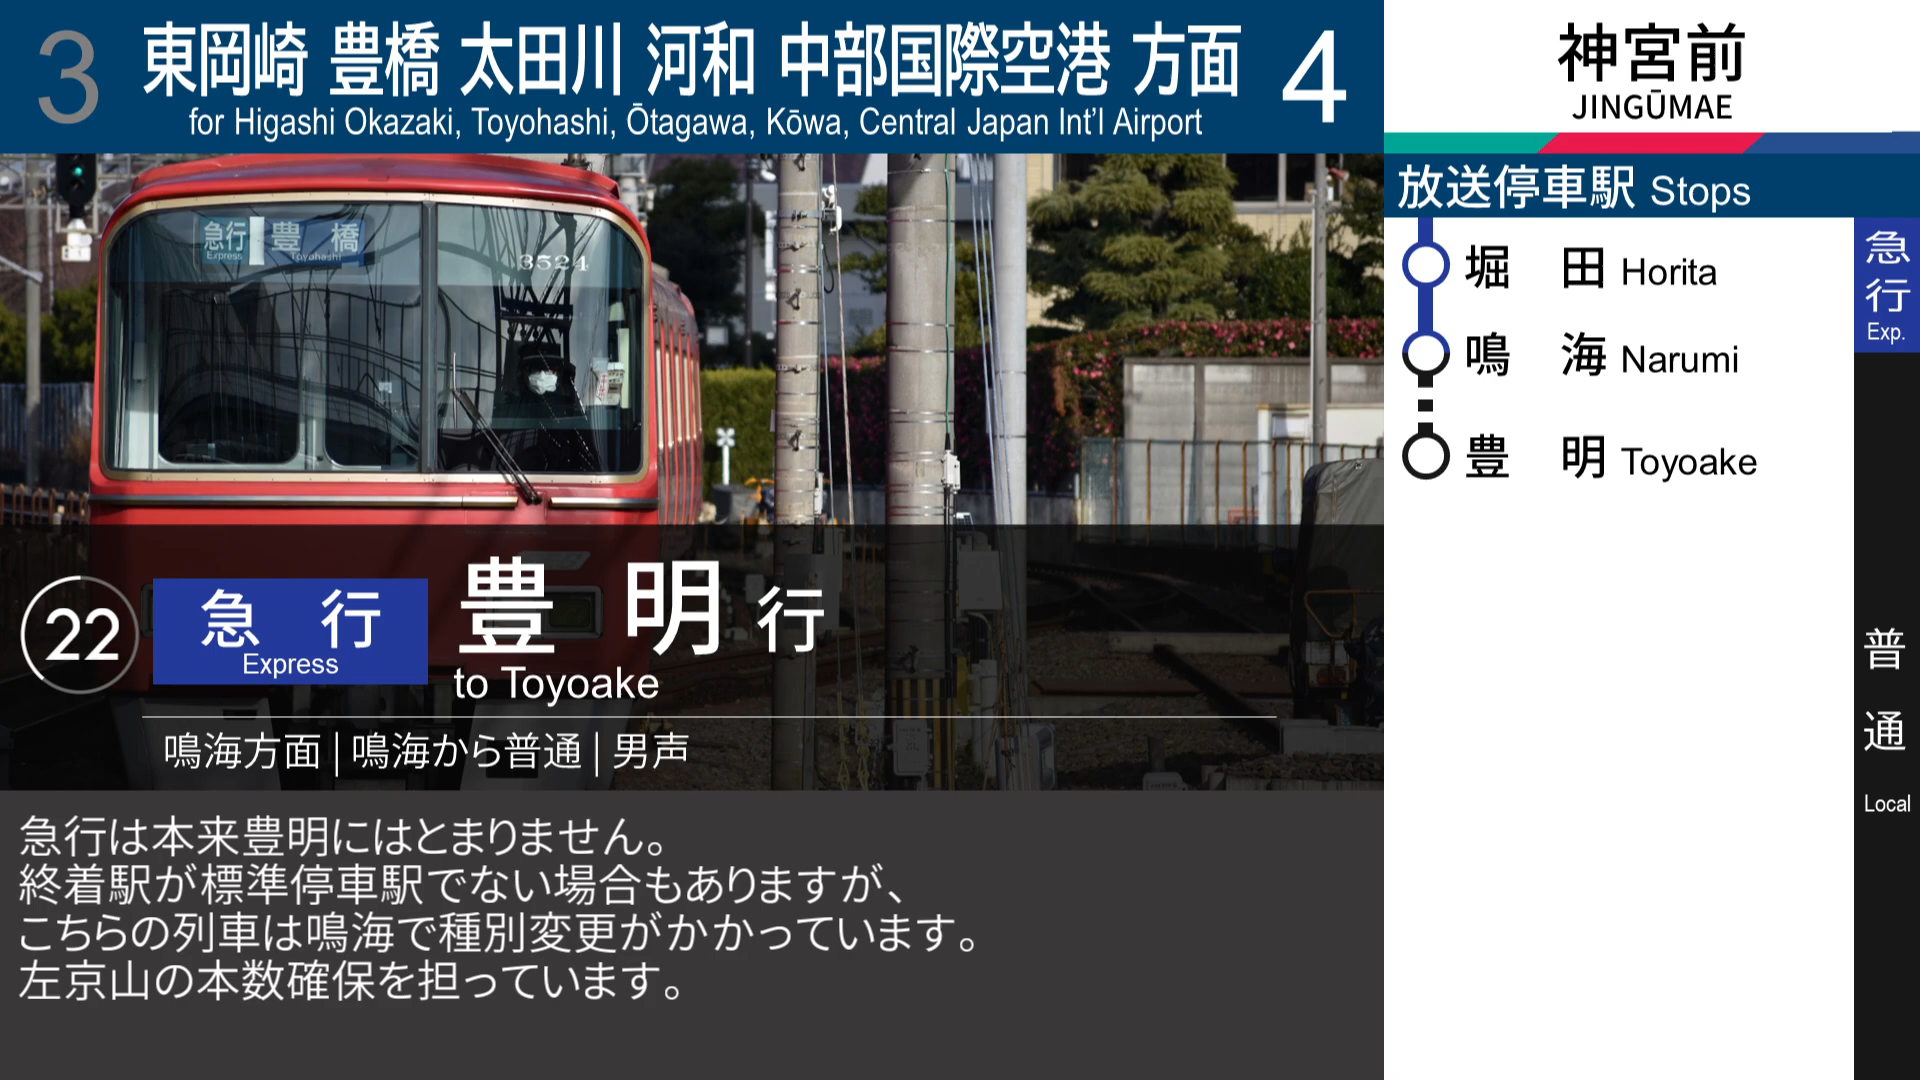 3 東岡崎 豊橋 太田川 河和 中部国際空港 方面 4
for Higashi Okazaki, Toyohashi, Ōtagawa, Kōwa, Central Japan Int'l Airport
神宮前
JINGŪMAE
放送停車駅 Stops
堀 田 Horita
鳴 海 Narumi
豊 明 Toyoake
急行
Exp.
普通
Local
急行 豊橋
Express Toyohashi
3524
22 急 行 豊 明 行
Express to Toyoake
鳴海方面 | 鳴海から普通 | 男声
急行は本来豊明にはとまりません。
終着駅が標準停車駅でない場合もありますが、
こちらの列車は鳴海で種別変更がかかっています。
左京山の本数確保を担っています。